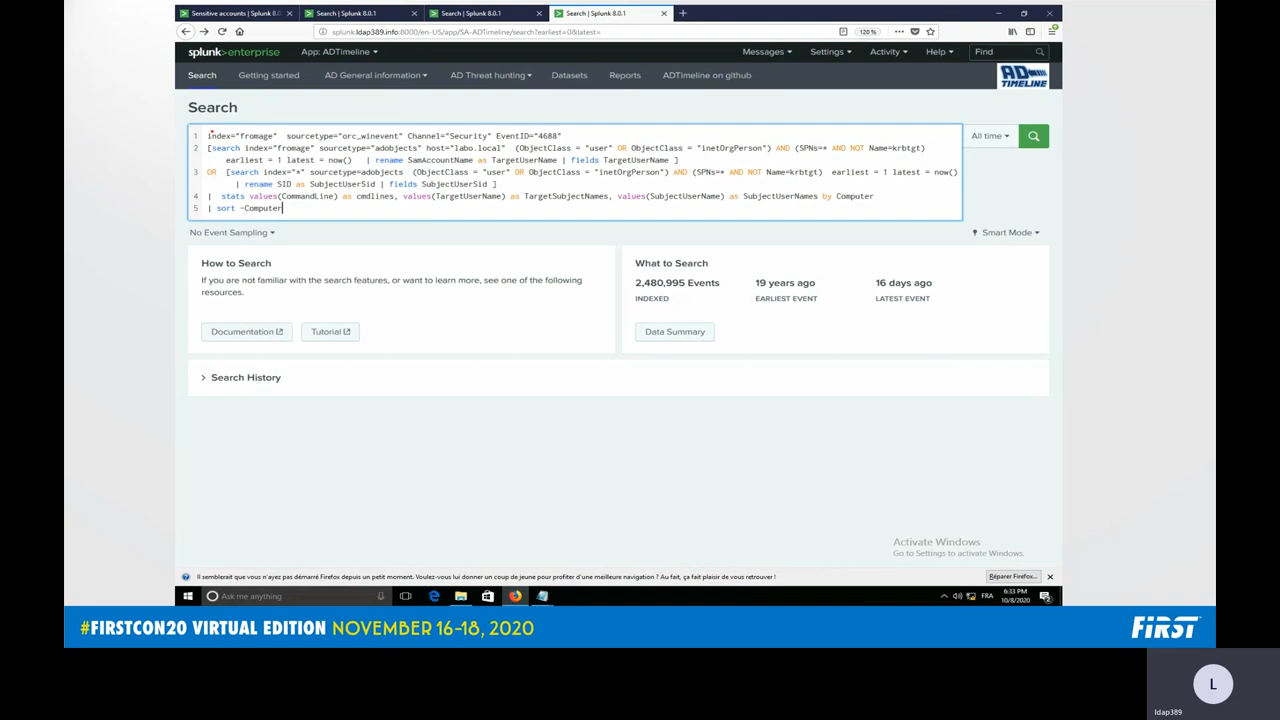 Sensitive accounts | Splunk 8.0.
Search | Splunk 8.0.1
Search | Splunk 8.0.1
Search | Splunk 8.0.1
splunk.ldap389.info:8000/en-US/app/SA-ADTimeline/search?earliest=0&latest=
120 %
splunk>enterprise App: ADTimeline
Messages Settings Activity Help Find
Search Getting started AD General information AD Threat hunting Datasets Reports ADTimeline on github
AD TIMELINE
Search
1 index="fromage" sourcetype="orc_winevent" Channel="Security" EventID="4688"
2 [search index="fromage" sourcetype="adobjects" host="labo.local" (ObjectClass = "user" OR ObjectClass = "inetOrgPerson") AND (SPNs=* AND NOT Name=krbtgt)
earliest = 1 latest = now() | rename SamAccountName as TargetUserName | fields TargetUserName ]
3 OR [search index="*" sourcetype=adobjects (ObjectClass = "user" OR ObjectClass = "inetOrgPerson") AND (SPNs=* AND NOT Name=krbtgt) earliest = 1 latest = now()
| rename SID as SubjectUserSid | fields SubjectUserSid ]
4 | stats values(CommandLine) as cmdlines, values(TargetUserName) as TargetSubjectNames, values(SubjectUserName) as SubjectUserNames by Computer
5 | sort -Computer
All time
No Event Sampling
Smart Mode
How to Search
If you are not familiar with the search features, or want to learn more, see one of the following
resources.
Documentation
Tutorial
What to Search
2,480,995 Events 19 years ago 16 days ago
INDEXED EARLIEST EVENT LATEST EVENT
Data Summary
Search History
Activate Windows
Go to Settings to activate Windows.
Il semblerait que vous n'ayez pas démarré Firefox depuis un petit moment. Voulez-vous lui donner un coup de jeune pour profiter d'une meilleure navigation ? Au fait, ça fait plaisir de vous retrouver !
Réparer Firefox...
Ask me anything
FRA
6:33 PM
10/8/2020
2
#FIRSTCON20 VIRTUAL EDITION NOVEMBER 16-18, 2020
FiRST
L
ldap389